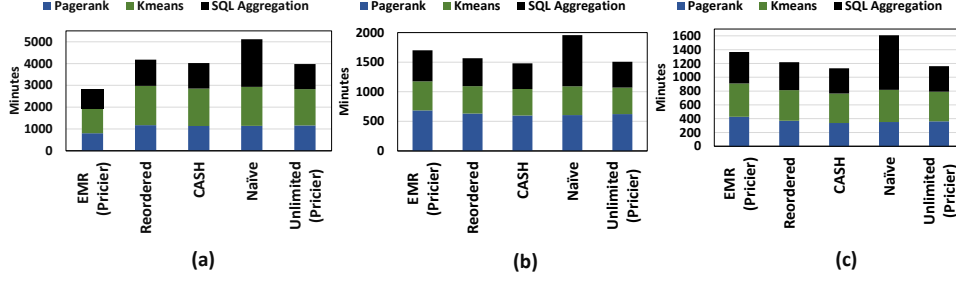 Pagerank Kmeans SQL Aggregation
Minutes
5000
4000
3000
2000
1000
0
EMR
(Pricier)
Reordered
CASH
Naïve
Unlimited
(Pricier)
(a)
Pagerank Kmeans SQL Aggregation
Minutes
2000
1500
1000
500
0
EMR
(Pricier)
Reordered
CASH
Naïve
Unlimited
(Pricier)
(b)
Pagerank Kmeans SQL Aggregation
Minutes
1600
1400
1200
1000
800
600
400
200
0
EMR
(Pricier)
Reordered
CASH
Naïve
Unlimited
(Pricier)
(c)